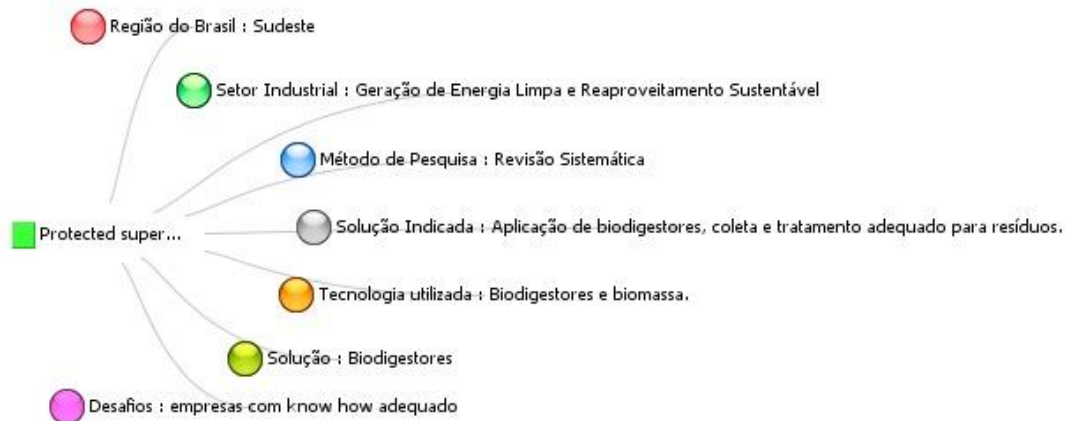 Região do Brasil : Sudeste
Setor Industrial : Geração de Energia Limpa e Reaproveitamento Sustentável
Método de Pesquisa : Revisão Sistemática
Solução Indicada : Aplicação de biodigestores, coleta e tratamento adequado para resíduos.
Protected super...
Tecnologia utilizada : Biodigestores e biomassa.
Solução : Biodigestores
Desafios : empresas com know how adequado